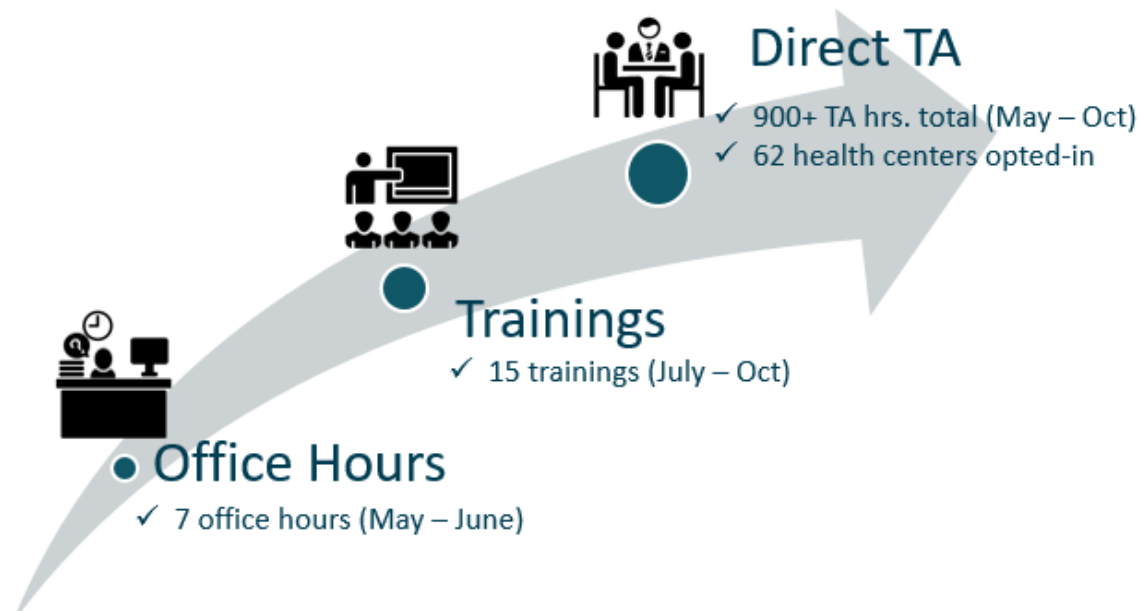 Direct TA
✓ 900+ TA hrs. total (May – Oct)
✓ 62 health centers opted-in
Trainings
✓ 15 trainings (July – Oct)
Office Hours
✓ 7 office hours (May – June)